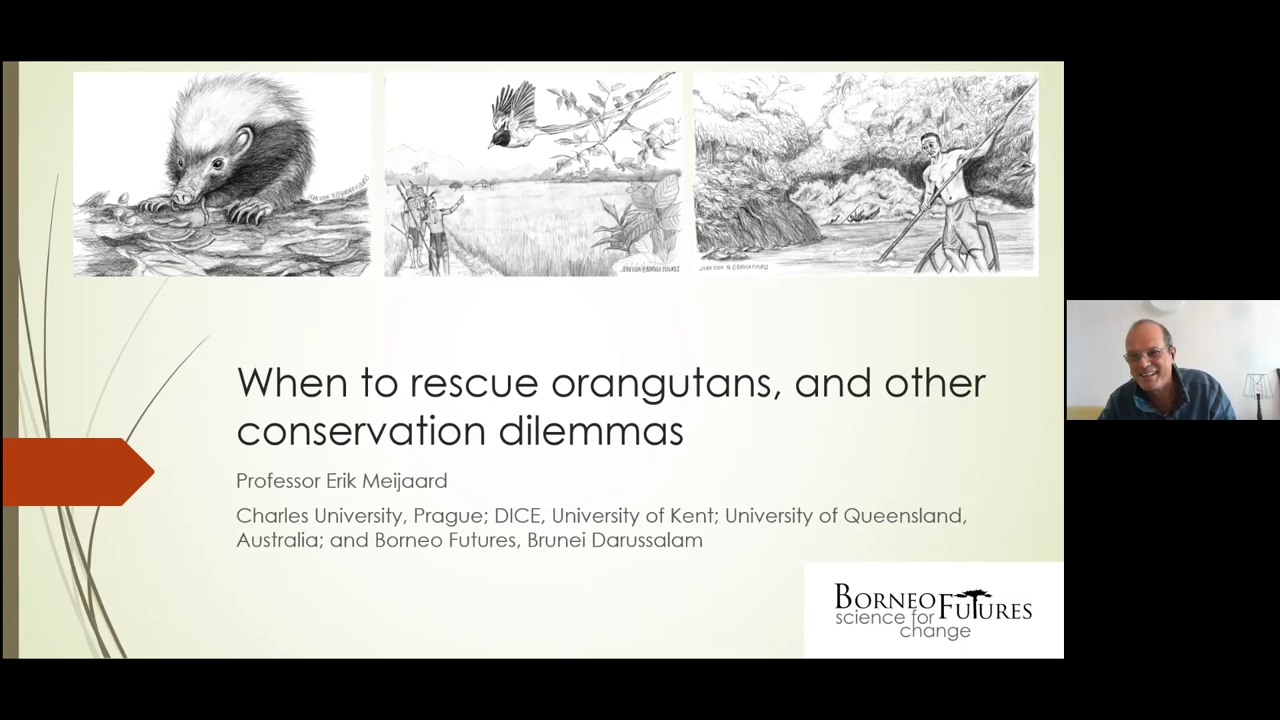 When to rescue orangutans, and other
conservation dilemmas
Professor Erik Meijaard
Charles University, Prague; DICE, University of Kent; University of Queensland,
Australia; and Borneo Futures, Brunei Darussalam
BORNEO FUTURES
science for
change